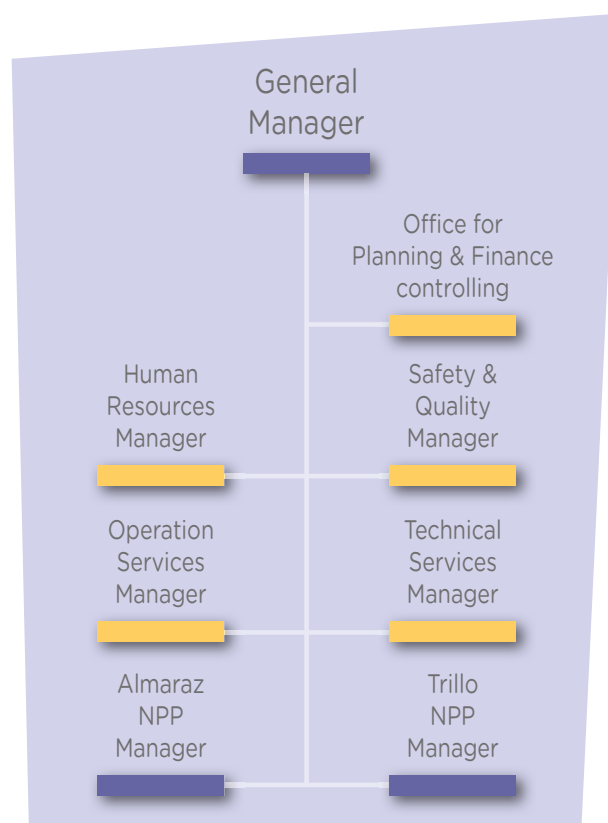 General
Manager
Office for
Planning & Finance
controlling
Human
Resources
Manager
Safety &
Quality
Manager
Operation
Services
Manager
Technical
Services
Manager
Almaraz
NPP
Manager
Trillo
NPP
Manager